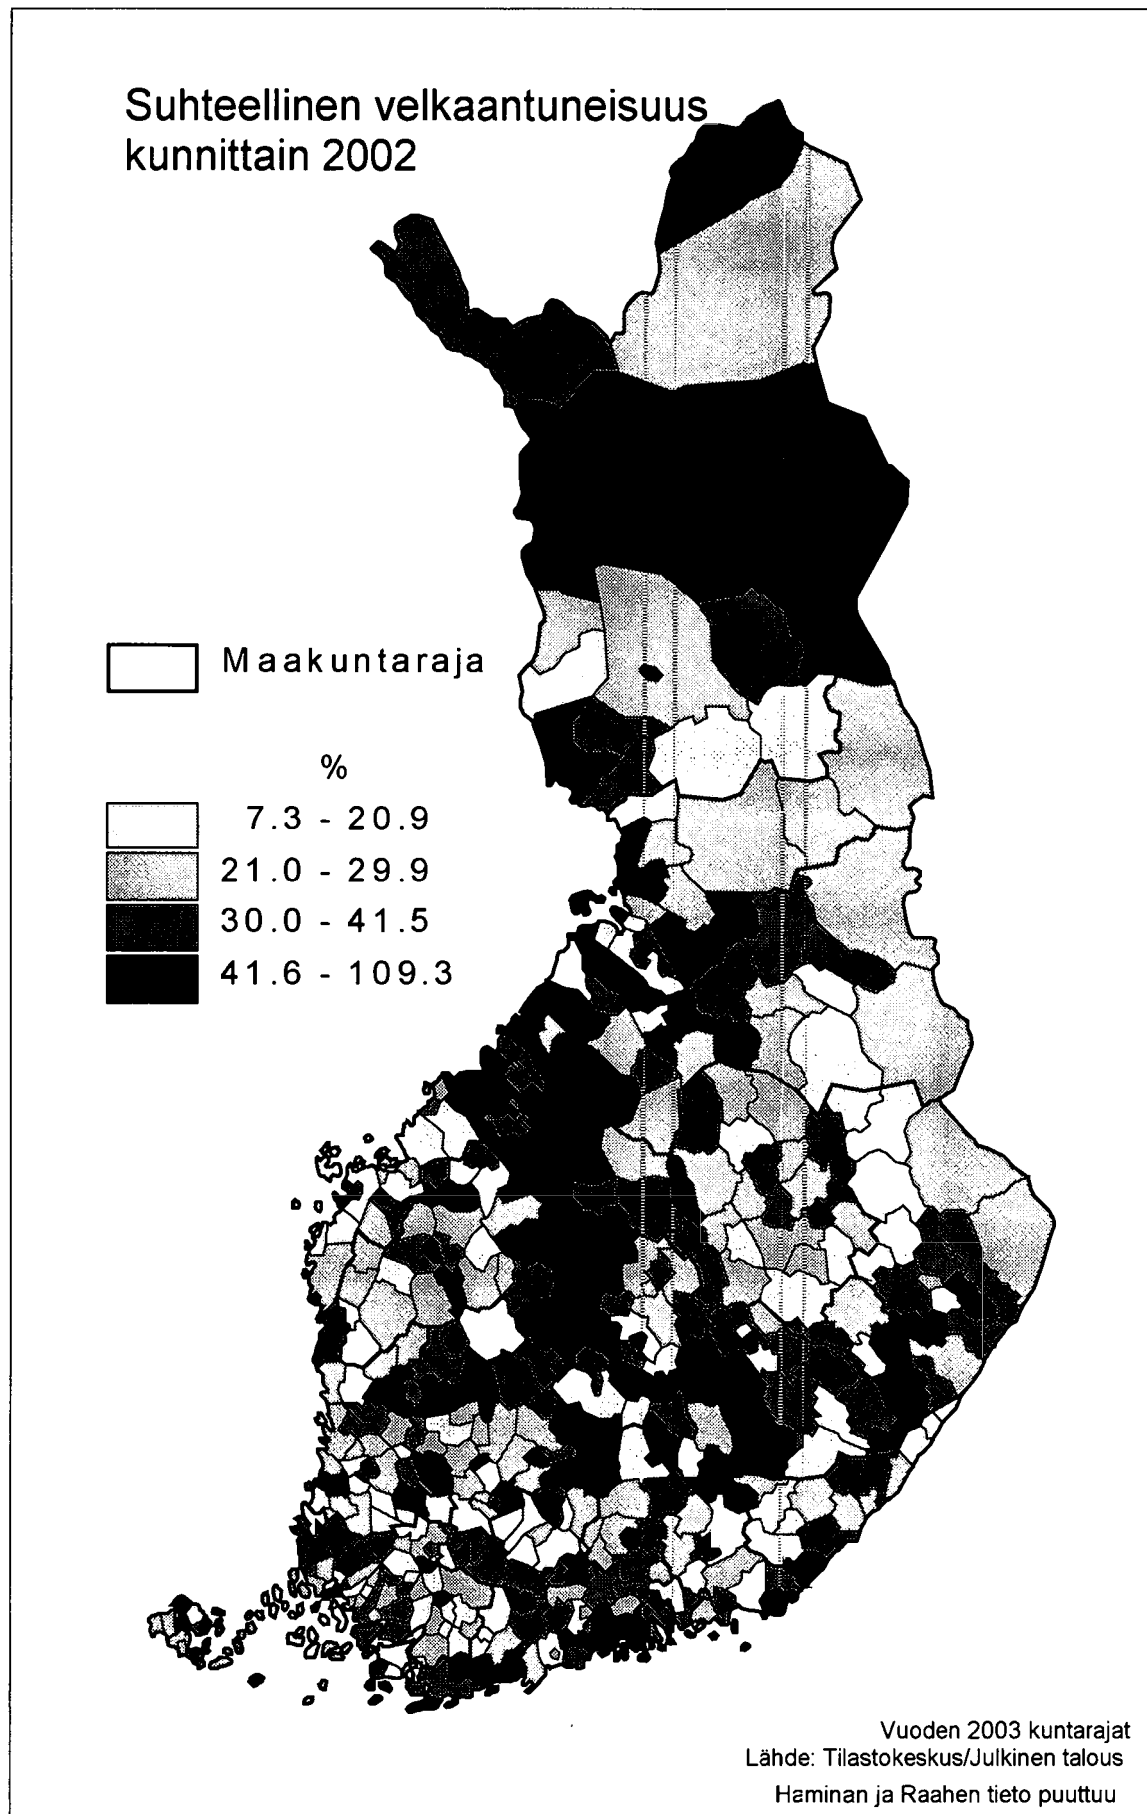 Suhteellinen velkaantuneisuus
kunnittain 2002
Maakuntaraja
%
7.3 - 20.9
21.0 - 29.9
30.0 - 41.5
41.6 - 109.3
Vuoden 2003 kuntarajat
Lähde: Tilastokeskus/Julkinen talous
Haminan ja Raahen tieto puuttuu